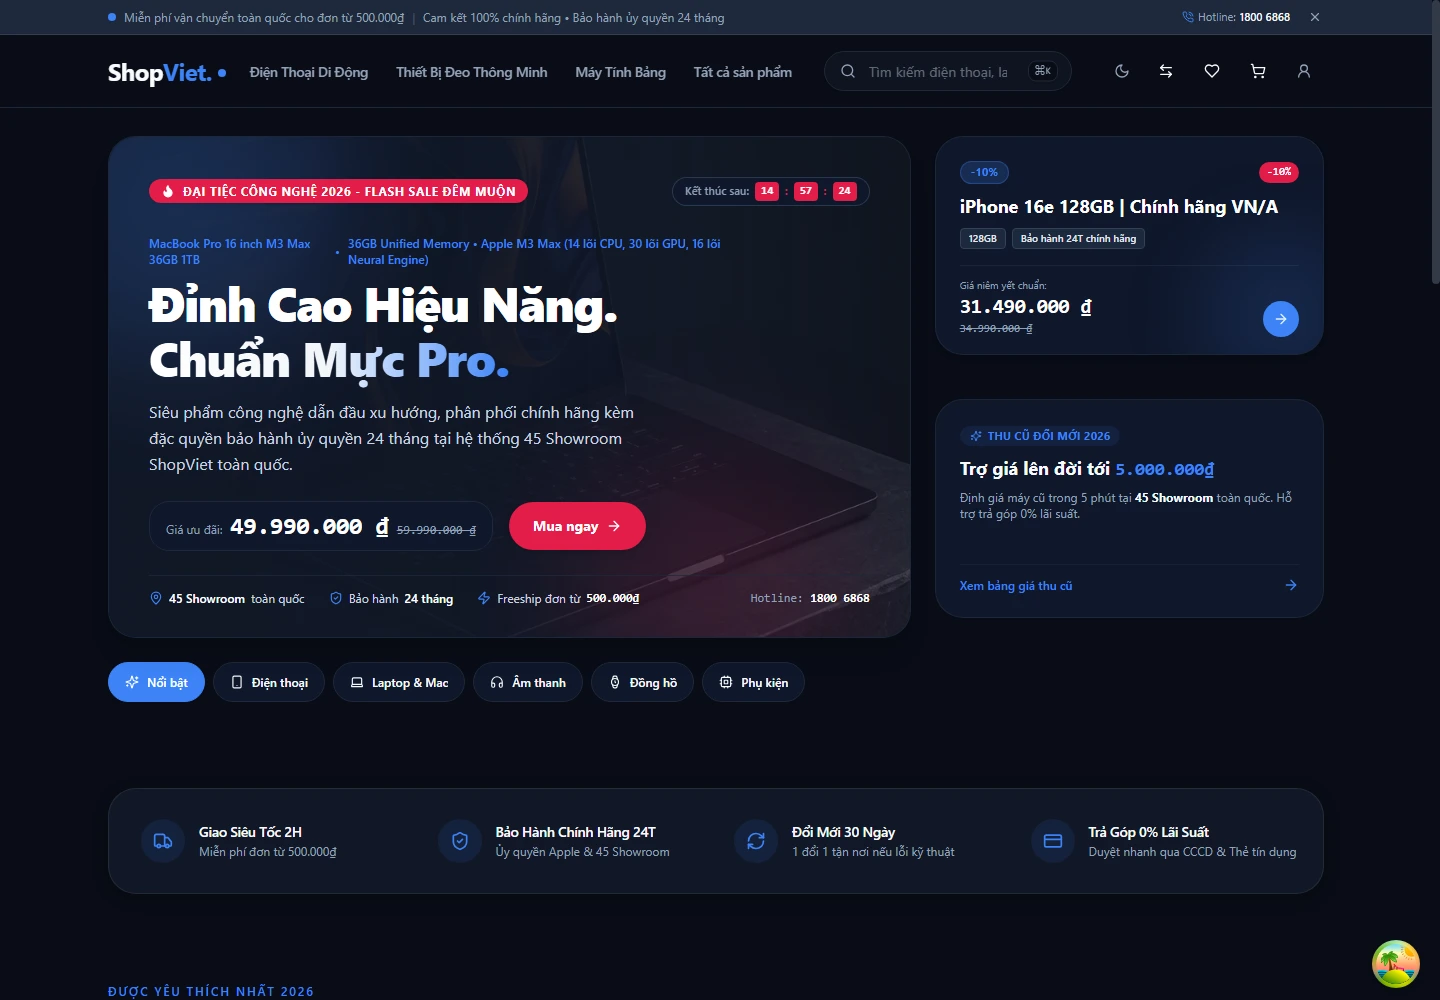 Miễn phí vận chuyển toàn quốc cho đơn từ 500.000₫ | Cam kết 100% chính hãng • Bảo hành ủy quyền 24 tháng
Hotline: 1800 6868
ShopViet.
Điện Thoại Di Động
Thiết Bị Đeo Thông Minh
Máy Tính Bảng
Tất cả sản phẩm
Tìm kiếm điện thoại, la
⌘K
ĐẠI TIỆC CÔNG NGHỆ 2026 - FLASH SALE ĐÊM MUỘN
Kết thúc sau: 14 : 57 : 24
MacBook Pro 16 inch M3 Max
36GB 1TB
•
36GB Unified Memory • Apple M3 Max (14 lõi CPU, 30 lõi GPU, 16 lõi
Neural Engine)
Đỉnh Cao Hiệu Năng.
Chuẩn Mực Pro.
Siêu phẩm công nghệ dẫn đầu xu hướng, phân phối chính hãng kèm
đặc quyền bảo hành ủy quyền 24 tháng tại hệ thống 45 Showroom
ShopViet toàn quốc.
Giá ưu đãi: 49.990.000 ₫ 59.990.000 ₫
Mua ngay
45 Showroom toàn quốc
Bảo hành 24 tháng
Freeship đơn từ 500.000₫
Hotline: 1800 6868
-10%
-10%
iPhone 16e 128GB | Chính hãng VN/A
128GB
Bảo hành 24T chính hãng
Giá niêm yết chuẩn:
31.490.000 ₫
34.990.000 ₫
THU CŨ ĐỔI MỚI 2026
Trợ giá lên đời tới 5.000.000₫
Định giá máy cũ trong 5 phút tại 45 Showroom toàn quốc. Hỗ
trợ trả góp 0% lãi suất.
Xem bảng giá thu cũ
Nổi bật
Điện thoại
Laptop & Mac
Âm thanh
Đồng hồ
Phụ kiện
Giao Siêu Tốc 2H
Miễn phí đơn từ 500.000₫
Bảo Hành Chính Hãng 24T
Ủy quyền Apple & 45 Showroom
Đổi Mới 30 Ngày
1 đổi 1 tận nơi nếu lỗi kỹ thuật
Trả Góp 0% Lãi Suất
Duyệt nhanh qua CCCD & Thẻ tín dụng
ĐƯỢC YÊU THÍCH NHẤT 2026